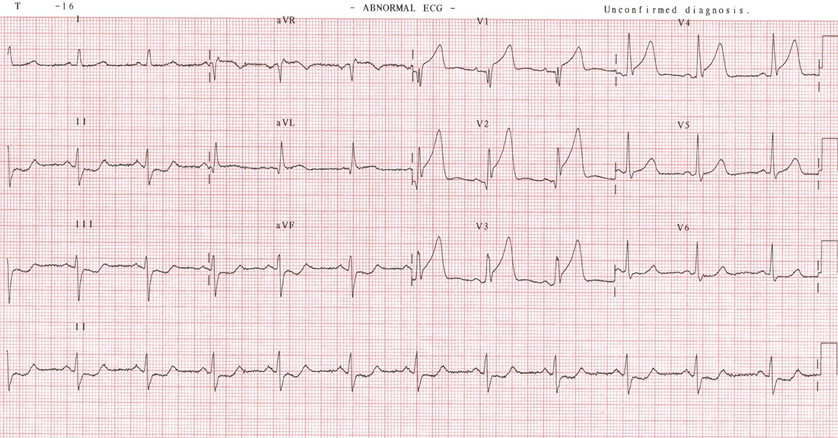 T -16 - ABNORMAL ECG - Unconfirmed diagnosis.
I aVR V1 V4
II aVL V2 V5
III aVF V3 V6
II